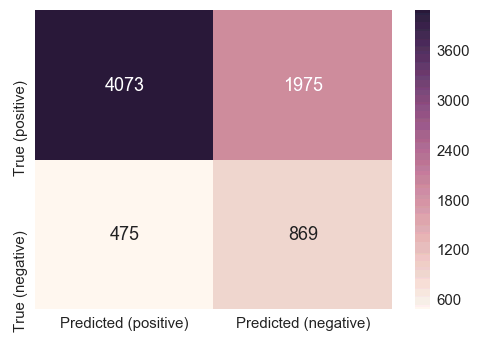 True (positive)
4073
1975
True (negative)
475
869
Predicted (positive)
Predicted (negative)
3600
3000
2400
1800
1200
600